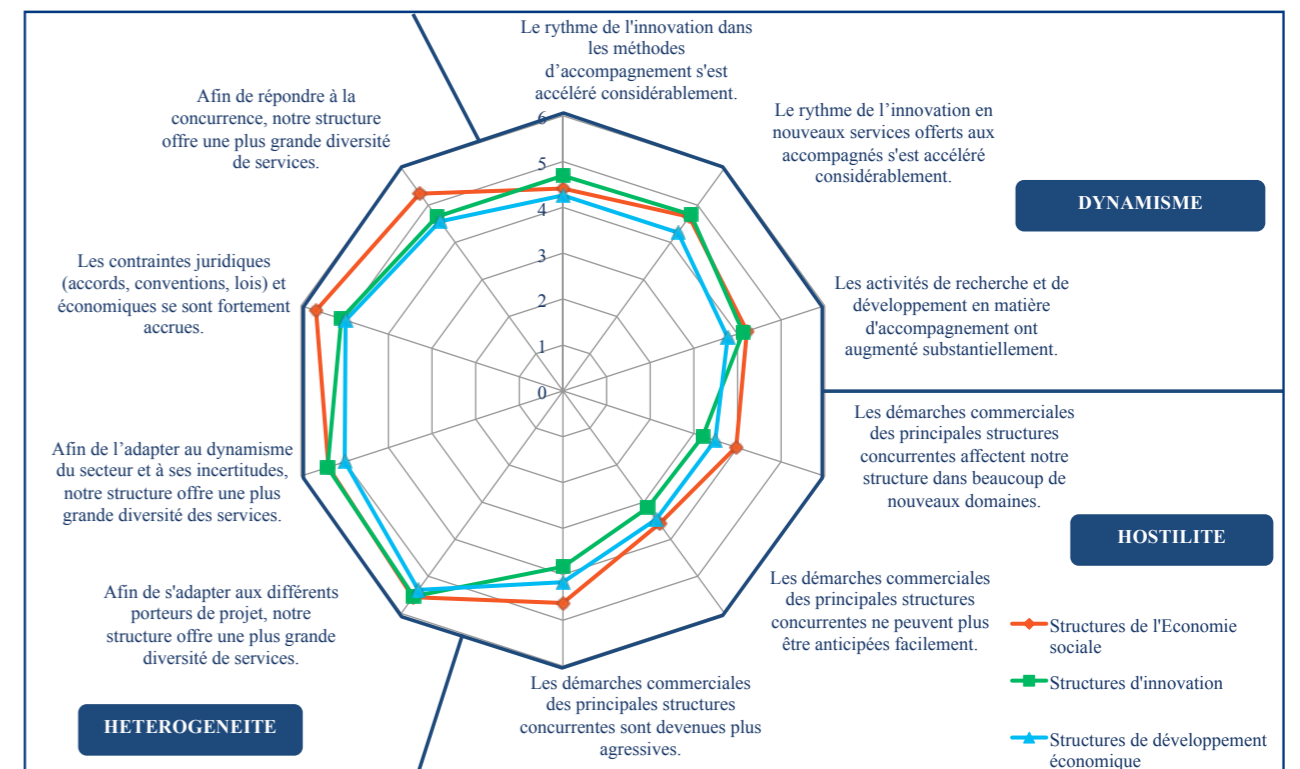 Le rythme de l'innovation dans
les méthodes
d’accompagnement s'est
accéléré considérablement.
Le rythme de l’innovation en
nouveaux services offerts aux
accompagnés s'est accéléré
considérablement.
DYNAMISME
Les activités de recherche et de
développement en matière
d'accompagnement ont
augmenté substantiellement.
Les démarches commerciales
des principales structures
concurrentes affectent notre
structure dans beaucoup de
nouveaux domaines.
HOSTILITE
Les démarches commerciales
des principales structures
concurrentes ne peuvent plus
être anticipées facilement.
Les démarches commerciales
des principales structures
concurrentes sont devenues plus
agressives.
Afin de s'adapter aux différents
porteurs de projet, notre
structure offre une plus grande
diversité de services.
HETEROGENEITE
Afin de l’adapter au dynamisme
du secteur et à ses incertitudes,
notre structure offre une plus
grande diversité des services.
Les contraintes juridiques
(accords, conventions, lois) et
économiques se sont fortement
accrues.
Afin de répondre à la
concurrence, notre structure
offre une plus grande diversité
de services.
6
5
4
3
2
1
0
Structures de l'Economie
sociale
Structures d'innovation
Structures de développement
économique